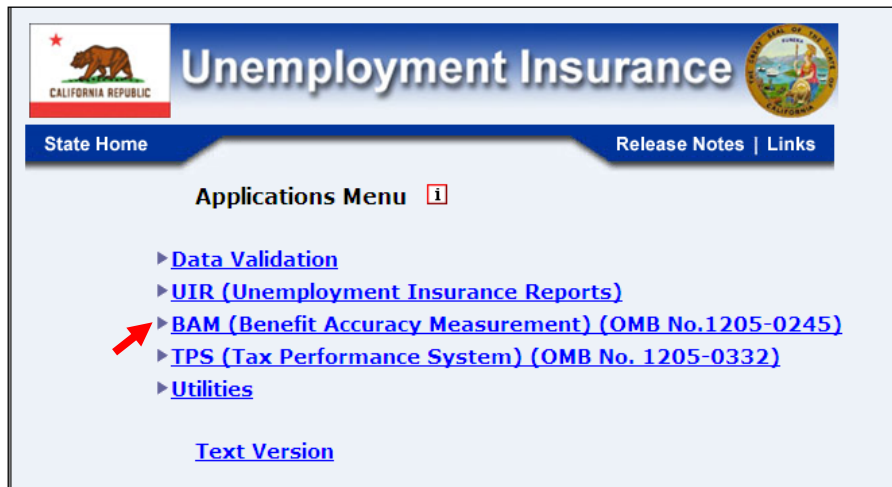 CALIFORNIA REPUBLIC
Unemployment Insurance
State Home
Release Notes | Links
Applications Menu i
Data Validation
UIR (Unemployment Insurance Reports)
BAM (Benefit Accuracy Measurement) (OMB No.1205-0245)
TPS (Tax Performance System) (OMB No. 1205-0332)
Utilities
Text Version